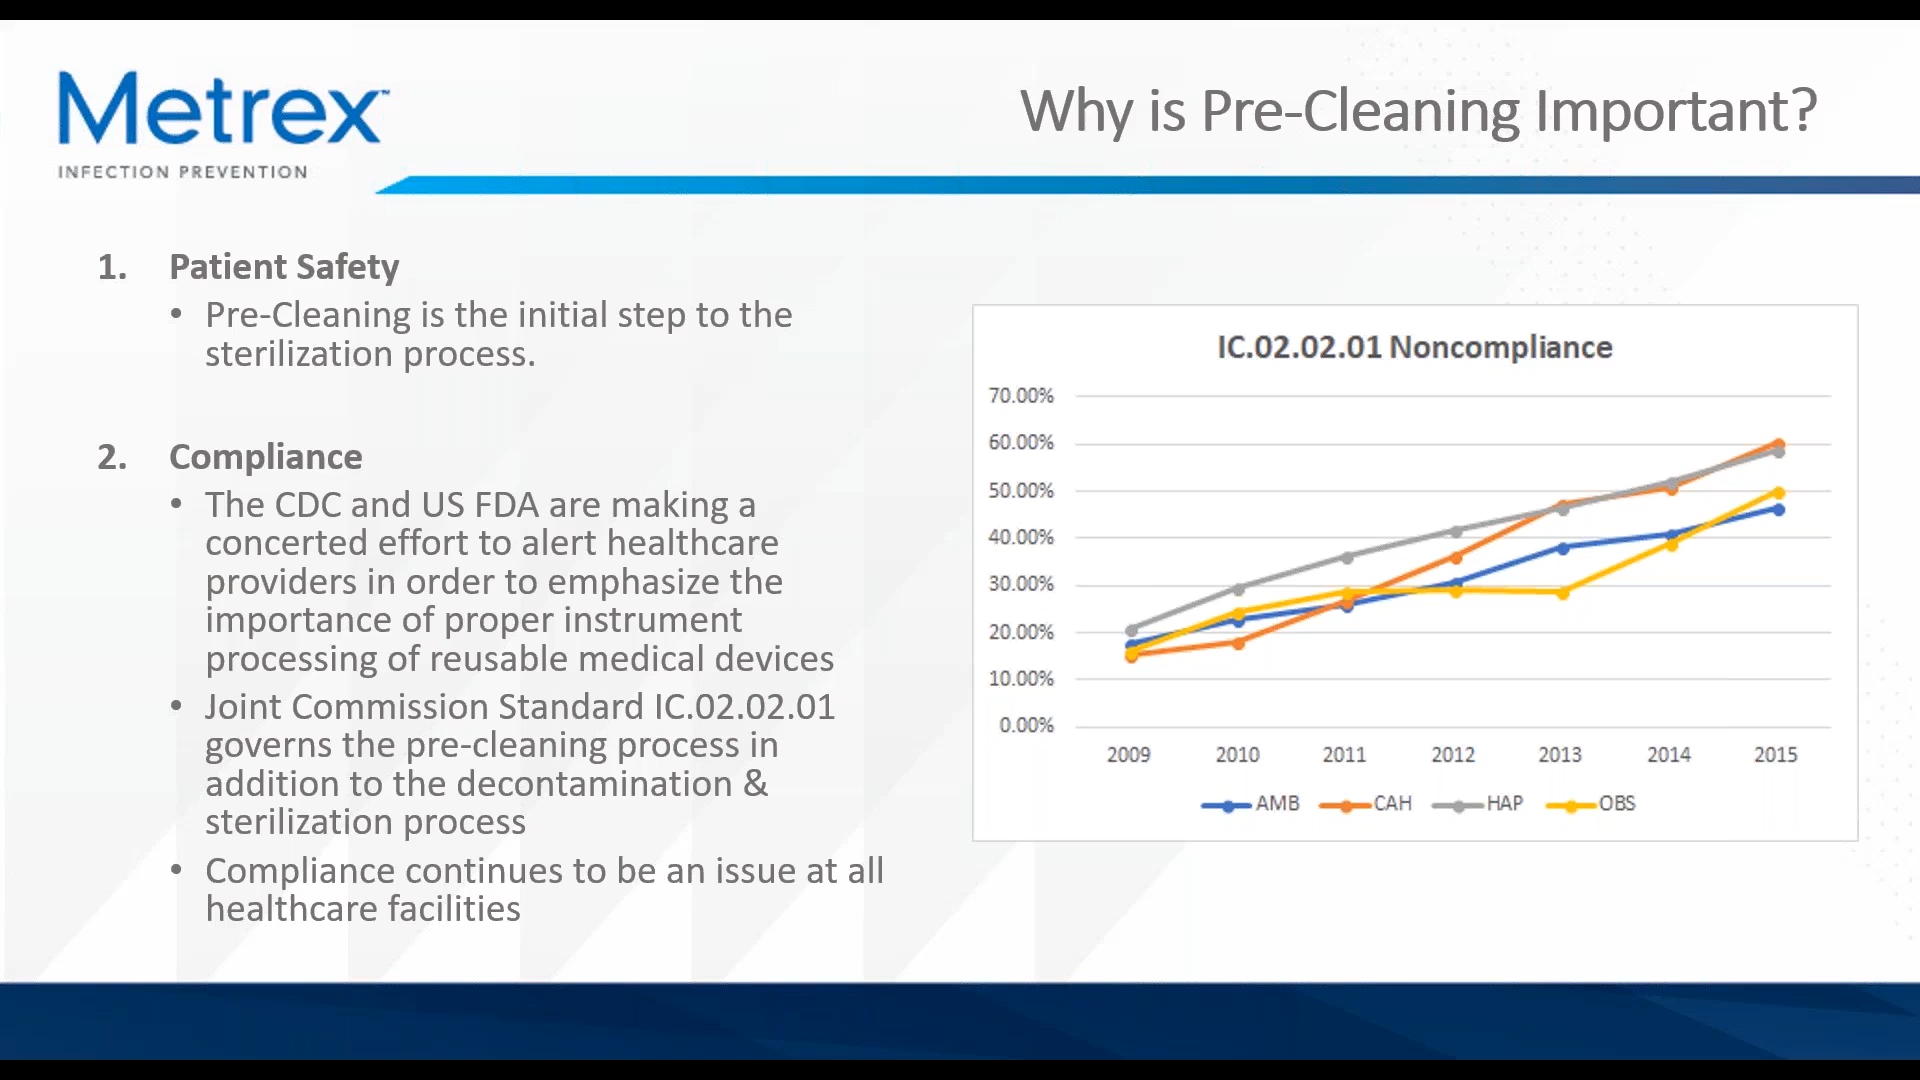 Metrex™
INFECTION PREVENTION
Why is Pre-Cleaning Important?
1. Patient Safety
• Pre-Cleaning is the initial step to the
sterilization process.
2. Compliance
• The CDC and US FDA are making a
concerted effort to alert healthcare
providers in order to emphasize the
importance of proper instrument
processing of reusable medical devices
• Joint Commission Standard IC.02.02.01
governs the pre-cleaning process in
addition to the decontamination &
sterilization process
• Compliance continues to be an issue at all
healthcare facilities
IC.02.02.01 Noncompliance
70.00%
60.00%
50.00%
40.00%
30.00%
20.00%
10.00%
0.00%
2009 2010 2011 2012 2013 2014 2015
AMB CAH HAP OBS